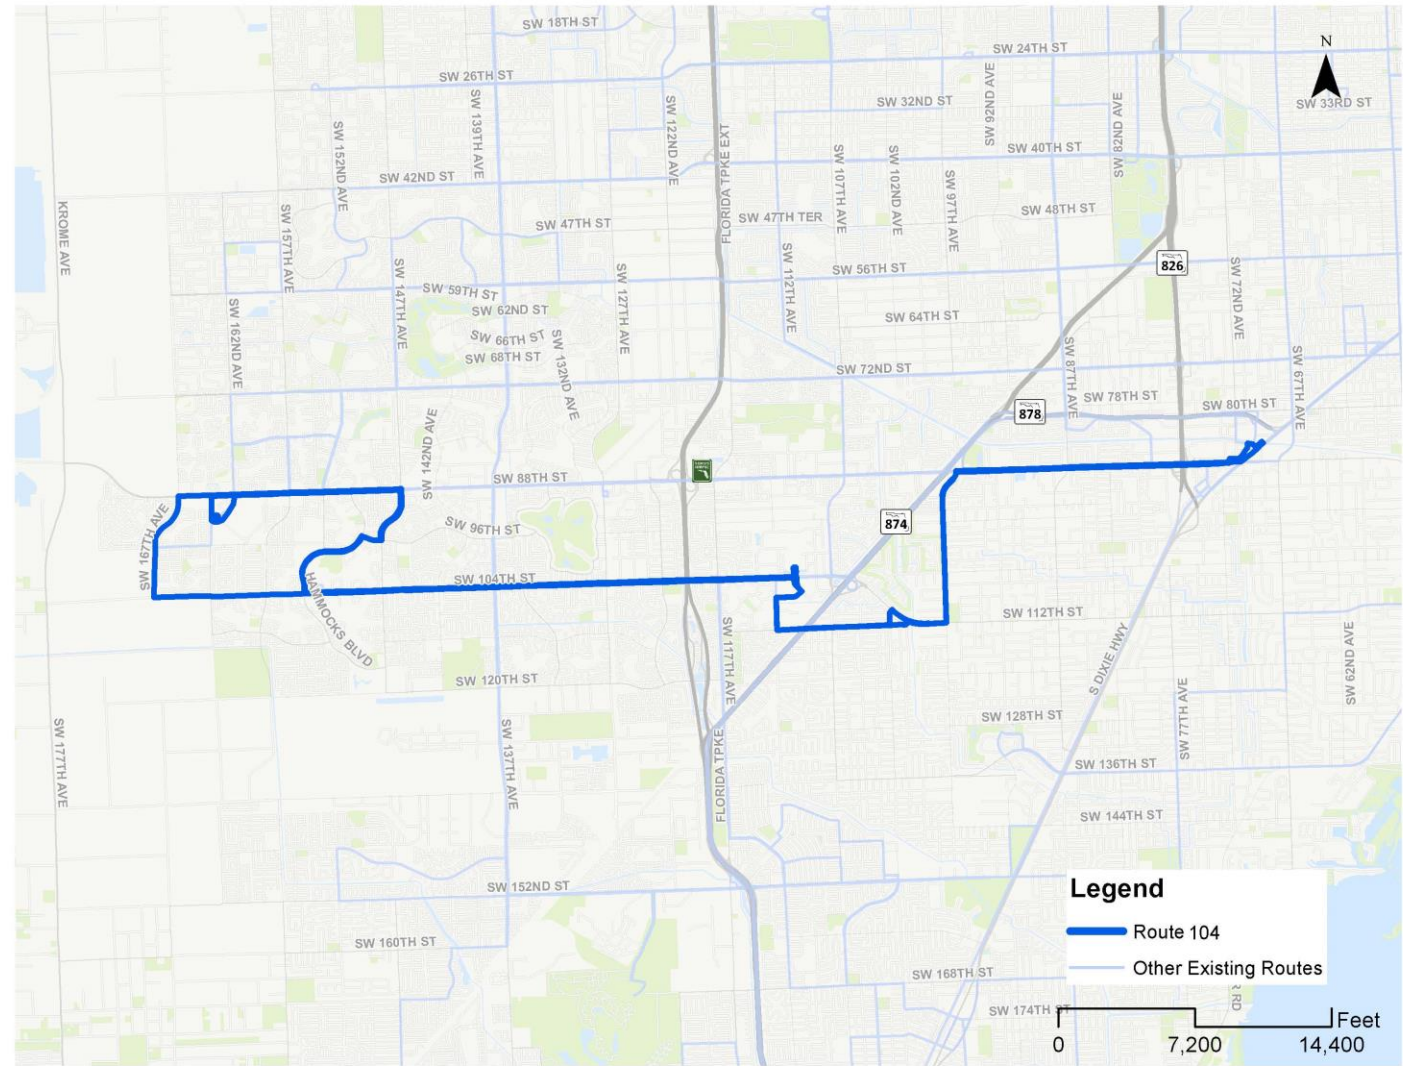 SW 18TH ST
SW 24TH ST
N
SW 26TH ST
SW 32ND ST
SW 33RD ST
SW 92ND AVE
SW 82ND AVE
SW 139TH AVE
SW 122ND AVE
SW 152ND AVE
FLORIDA TPKE EXT
SW 40TH ST
SW 107TH AVE
SW 102ND AVE
SW 97TH AVE
SW 42ND ST
KROME AVE
SW 157TH AVE
SW 47TH ST
SW 47TH TER
SW 48TH ST
SW 147TH AVE
SW 112TH AVE
SW 56TH ST
826
SW 72ND AVE
SW 127TH AVE
SW 59TH ST
SW 162ND AVE
SW 62ND ST
SW 64TH ST
SW 66TH ST
SW 68TH ST
SW 132ND AVE
SW 72ND ST
SW 87TH AVE
SW 67TH AVE
SW 78TH ST
SW 80TH ST
878
SW 142ND AVE
SW 88TH ST
SW 167TH AVE
SW 96TH ST
874
SW 104TH ST
HAMMOCKS BLVD
SW 112TH ST
SW 117TH AVE
S DIXIE HWY
SW 62ND AVE
SW 120TH ST
SW 77TH AVE
SW 128TH ST
SW 177TH AVE
SW 137TH AVE
FLORIDA TPKE
SW 136TH ST
SW 144TH ST
SW 152ND ST
SW 160TH ST
SW 168TH ST
SW 174TH ST
R RD
Legend
Route 104
Other Existing Routes
Feet
0 7,200 14,400